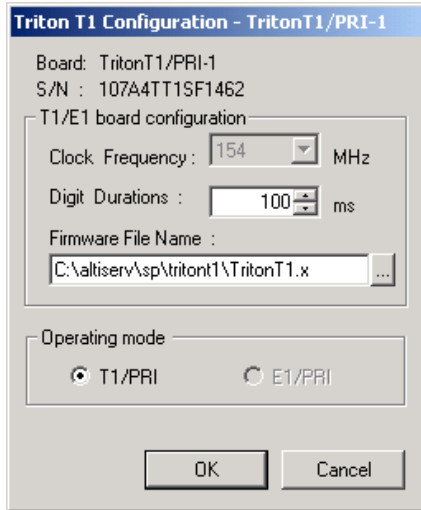 Triton T1 Configuration - TritonT1/PRI-1
Board: TritonT1/PRI-1
S/N : 107A4TT1SF1462
T1/E1 board configuration
Clock Frequency : 154 MHz
Digit Durations : 100 ms
Firmware File Name :
C:\altiserv\sp\tritont1\TritonT1.x ...
Operating mode
T1/PRI E1/PRI
OK Cancel